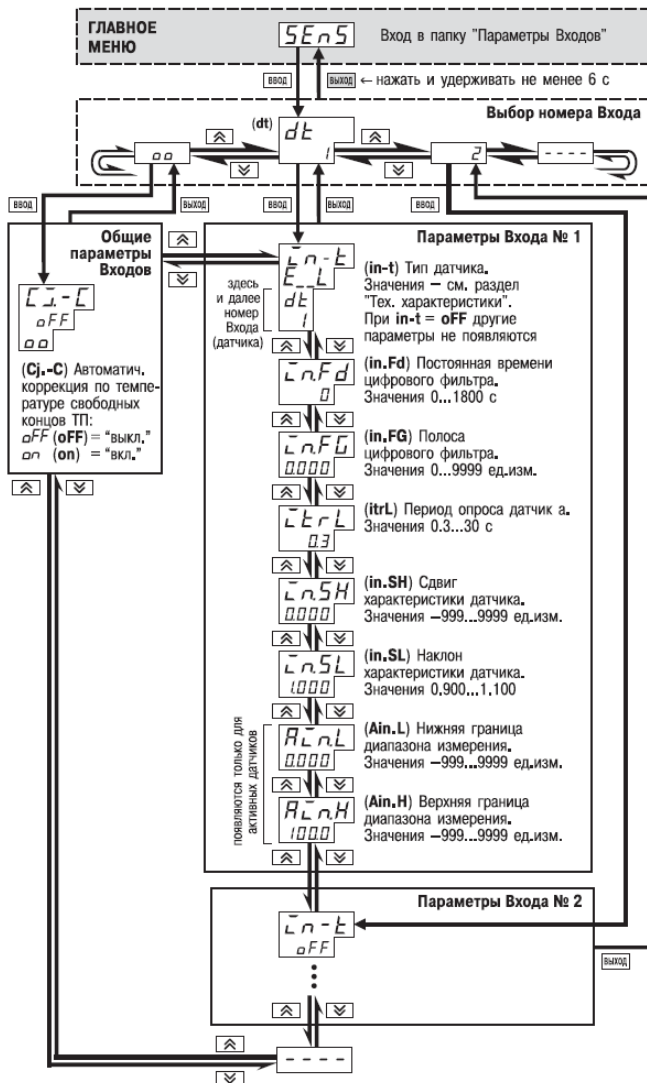 ГЛАВНОЕ
МЕНЮ
SEnS
Вход в папку "Параметры Входов"
ввод
выход
← нажать и удерживать не менее 6 с
Выбор номера Входа
(dt)
dt
1
oo
2
----
ввод
выход
ввод
выход
ввод
Общие
параметры
Входов
Cj.-C
oFF
oo
(Cj.-C) Автоматич.
коррекция по темпе-
ратуре свободных
концов ТП:
oFF (oFF) = "выкл."
on (on) = "вкл."
Параметры Входа № 1
in-t
E__L
dt
1
здесь
и далее
номер
Входа
(датчика)
(in-t) Тип датчика.
Значения – см. раздел
"Тех. характеристики".
При in-t = oFF другие
параметры не появляются
in.Fd
0
(in.Fd) Постоянная времени
цифрового фильтра.
Значения 0...1800 с
in.FG
0.000
(in.FG) Полоса
цифрового фильтра.
Значения 0...9999 ед.изм.
itrL
0.3
(itrL) Период опроса датчик а.
Значения 0.3...30 с
in.SH
0.000
(in.SH) Сдвиг
характеристики датчика.
Значения –999...9999 ед.изм.
in.SL
1.000
(in.SL) Наклон
характеристики датчика.
Значения 0,900...1,100
появляются только для
активных датчиков
Ain.L
0.000
(Ain.L) Нижняя граница
диапазона измерения.
Значения –999...9999 ед.изм.
Ain.H
100.0
(Ain.H) Верхняя граница
диапазона измерения.
Значения –999...9999 ед.изм.
Параметры Входа № 2
in-t
oFF
выход
----